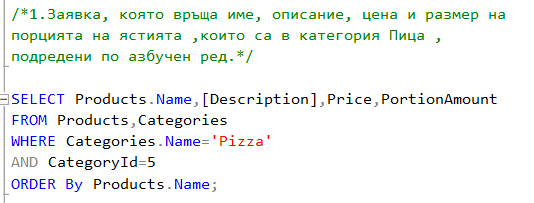 /*1.Заявка, която връща име, описание, цена и размер на
порцията на ястията ,които са в категория Пица ,
подредени по азбучен ред.*/
SELECT Products.Name,[Description],Price,PortionAmount
FROM Products,Categories
WHERE Categories.Name='Pizza'
AND CategoryId=5
ORDER By Products.Name;